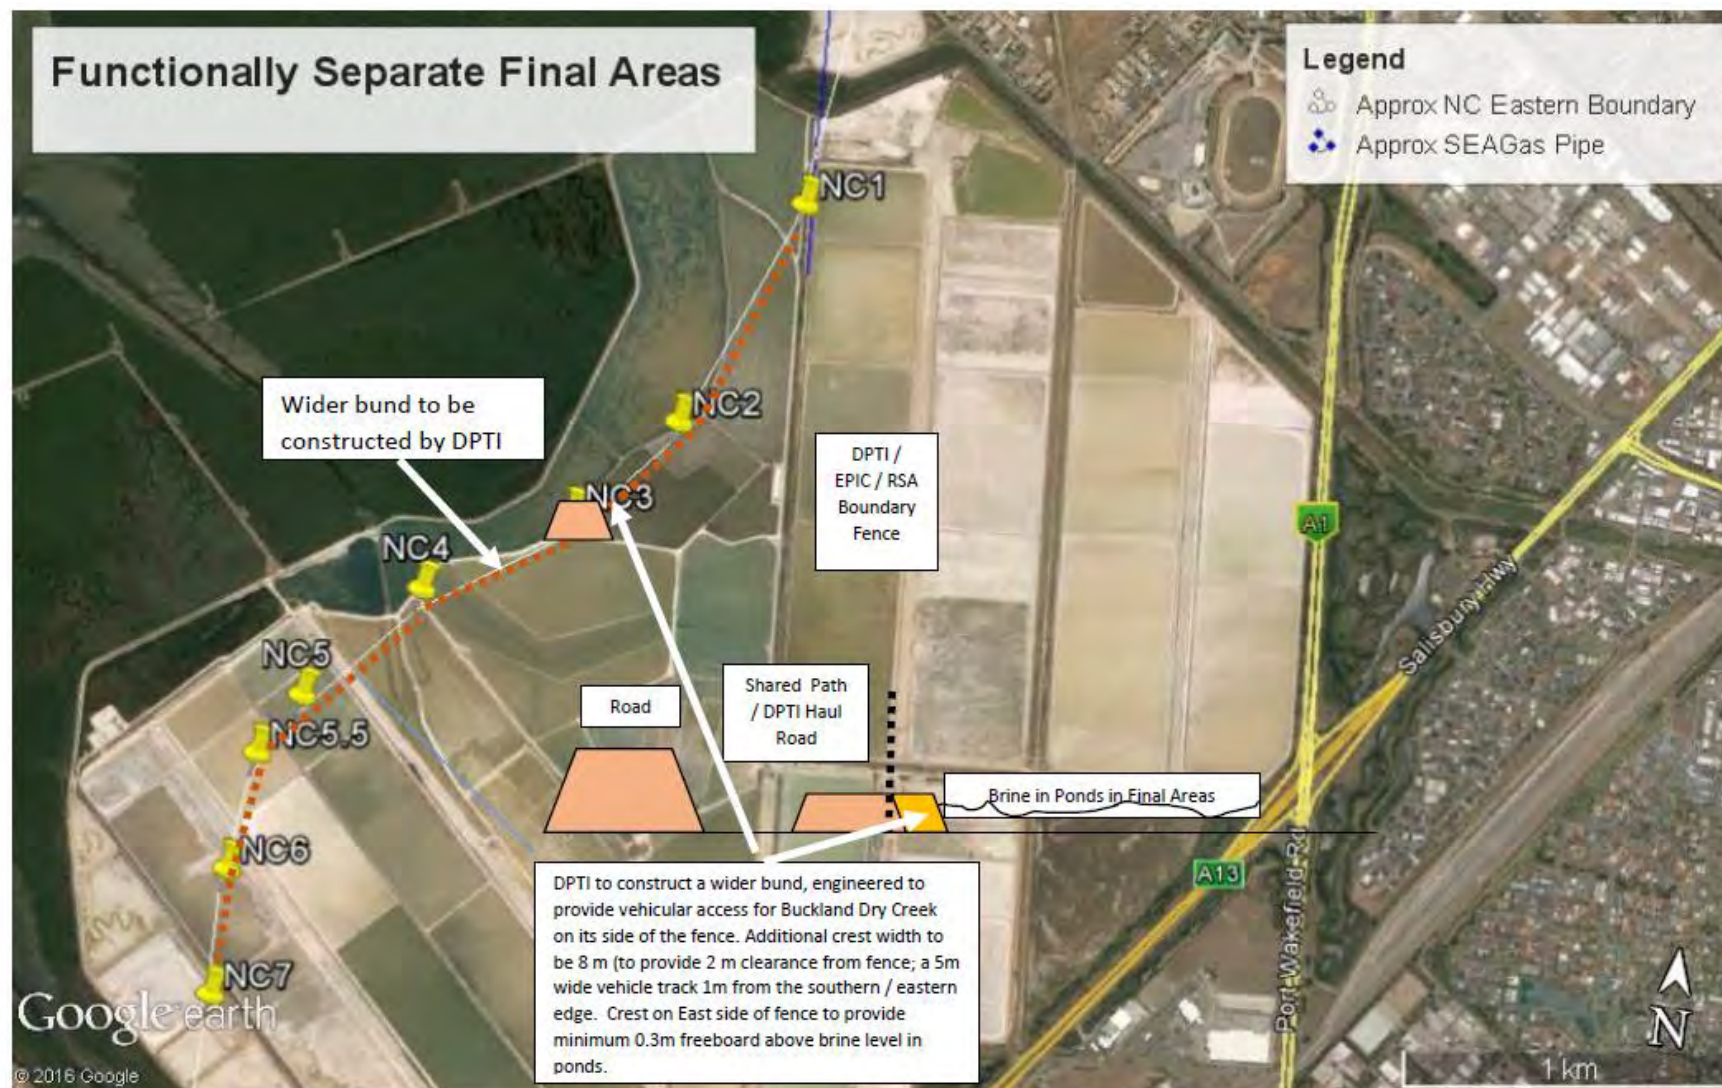 Functionally Separate Final Areas
Legend
Approx NC Eastern Boundary
Approx SEAGas Pipe
NC1
NC2
Wider bund to be
constructed by DPTI
DPTI /
EPIC / RSA
Boundary
Fence
NC3
NC4
A1
Salisbury Hwy
NC5
NC5.5
Road
Shared Path
/ DPTI Haul
Road
Brine in Ponds in Final Areas
NC6
A13
Port Wakefield Rd
DPTI to construct a wider bund, engineered to
provide vehicular access for Buckland Dry Creek
on its side of the fence. Additional crest width to
be 8 m (to provide 2 m clearance from fence; a 5m
wide vehicle track 1m from the southern / eastern
edge. Crest on East side of fence to provide
minimum 0.3m freeboard above brine level in
ponds.
NC7
Google earth
N
1 km
© 2016 Google